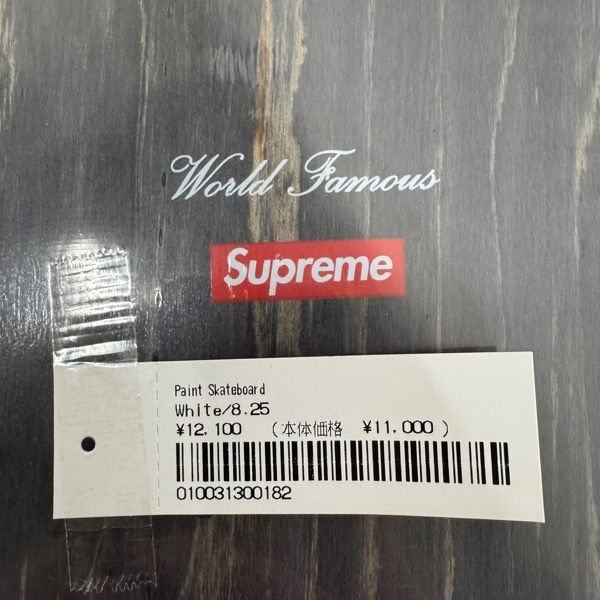 World Famous
Supreme
Paint Skateboard
White/8.25
¥12,100 (本体価格 ¥11,000)
010031300182